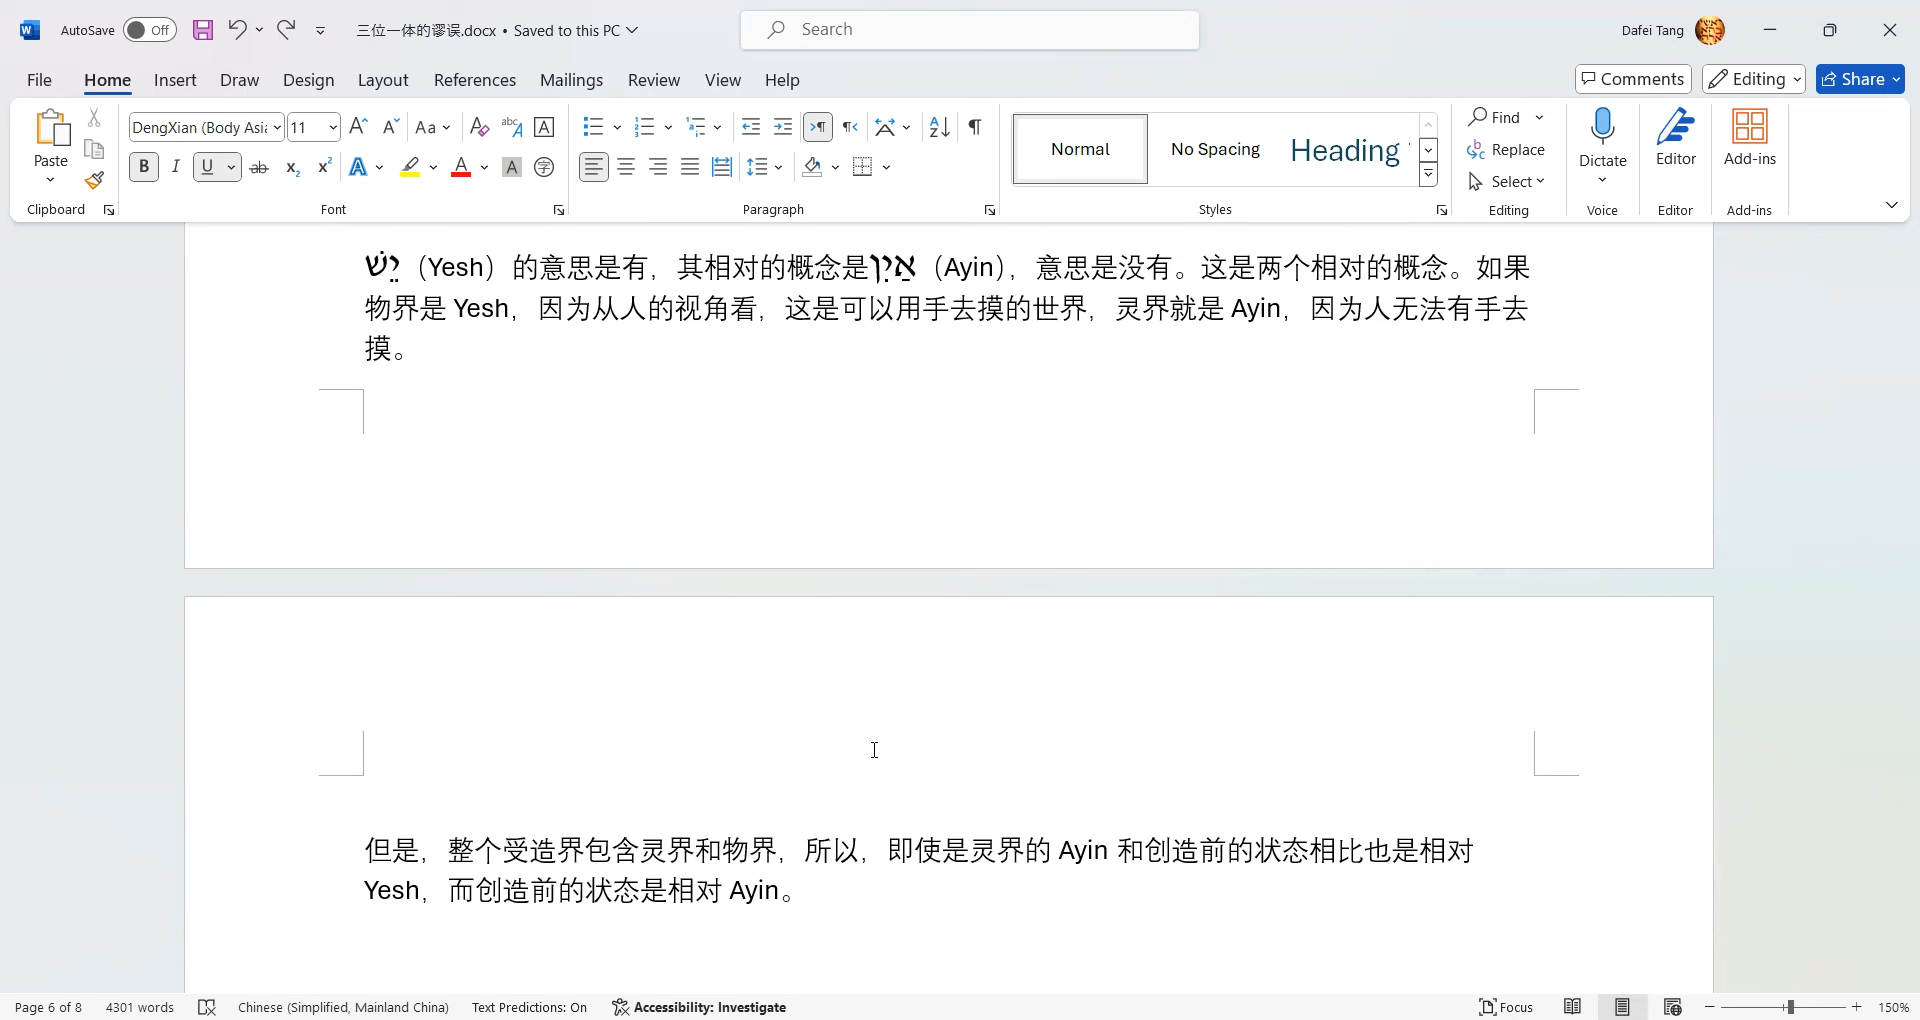 AutoSave Off 三位一体的谬误.docx • Saved to this PC Search Dafei Tang
File Home Insert Draw Design Layout References Mailings Review View Help Comments Editing Share
Paste DengXian (Body Asia 11 Aa Normal No Spacing Heading Find Replace Select Dictate Editor Add-ins
Clipboard Font Paragraph Styles Editing Voice Editor Add-ins
יֵשׁ（Yesh）的意思是有，其相对的概念是אַיִן（Ayin），意思是没有。这是两个相对的概念。如果
物界是 Yesh，因为从人的视角看，这是可以用手去摸的世界，灵界就是 Ayin，因为人无法有手去
摸。
但是，整个受造界包含灵界和物界，所以，即使是灵界的 Ayin 和创造前的状态相比也是相对
Yesh，而创造前的状态是相对 Ayin。
Page 6 of 8 4301 words Chinese (Simplified, Mainland China) Text Predictions: On Accessibility: Investigate Focus 150%